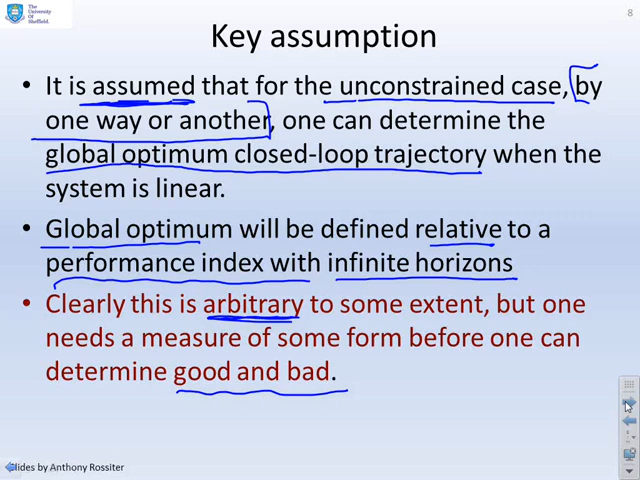 The
University
Of
Sheffield.
8
Key assumption
• It is assumed that for the unconstrained case, by
one way or another, one can determine the
global optimum closed-loop trajectory when the
system is linear.
• Global optimum will be defined relative to a
performance index with infinite horizons
• Clearly this is arbitrary to some extent, but one
needs a measure of some form before one can
determine good and bad.
Slides by Anthony Rossiter